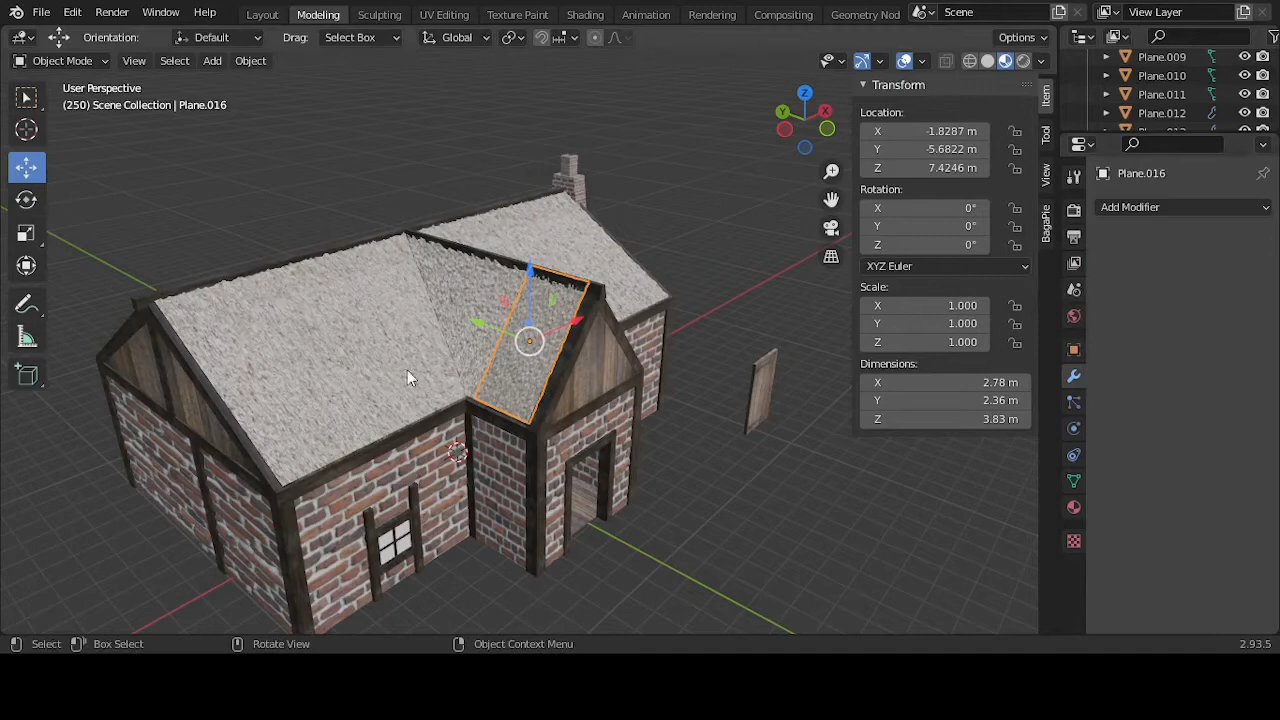 File Edit Render Window Help Layout Modeling Sculpting UV Editing Texture Paint Shading Animation Rendering Compositing Geometry Nod Scene View Layer
Orientation: Default Drag: Select Box Global Options
Object Mode View Select Add Object
User Perspective
(250) Scene Collection | Plane.016
Z
Y
X
Transform
Location:
X -1.8287 m
Y -5.6822 m
Z 7.4246 m
Rotation:
X 0°
Y 0°
Z 0°
XYZ Euler
Scale:
X 1.000
Y 1.000
Z 1.000
Dimensions:
X 2.78 m
Y 2.36 m
Z 3.83 m
Item
Tool
View
BagaPie
Plane.009
Plane.010
Plane.011
Plane.012
Plane.016
Add Modifier
Select Box Select Rotate View Object Context Menu 2.93.5